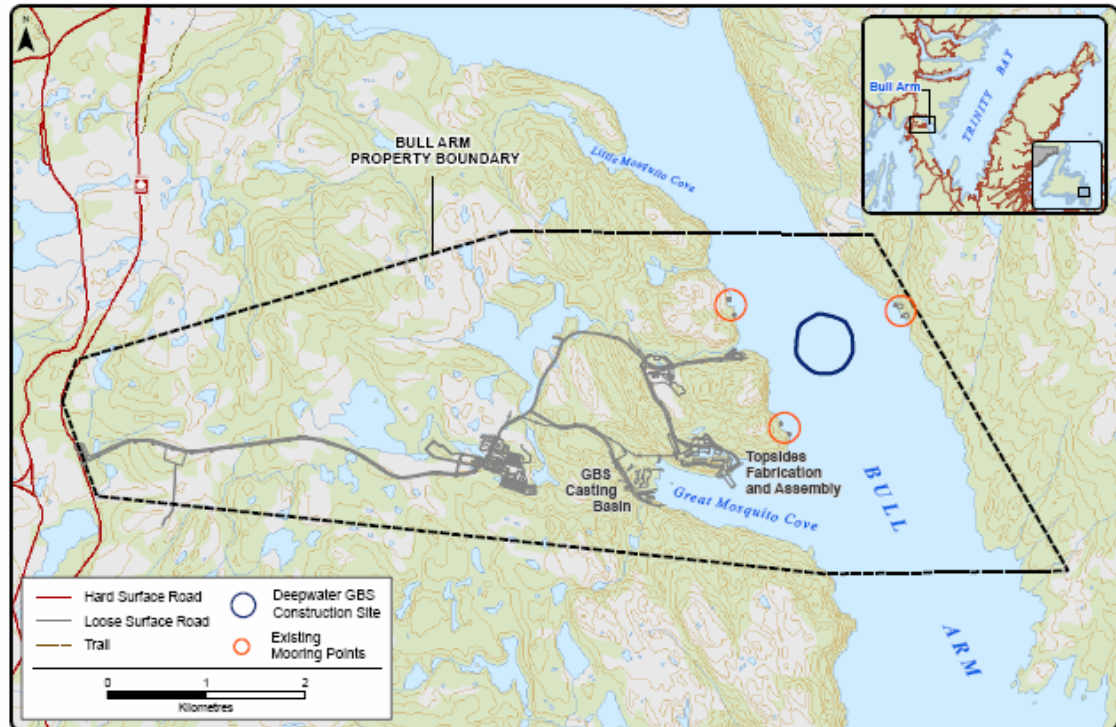 N
BULL ARM
PROPERTY BOUNDARY
Little Mosquito Cove
Bull Arm
TRINITY BAY
GBS
Casting
Basin
Topsides
Fabrication
and Assembly
Great Mosquito Cove
BULL
ARM
Hard Surface Road
Loose Surface Road
Trail
Deepwater GBS
Construction Site
Existing
Mooring Points
0 1 2
Kilometres